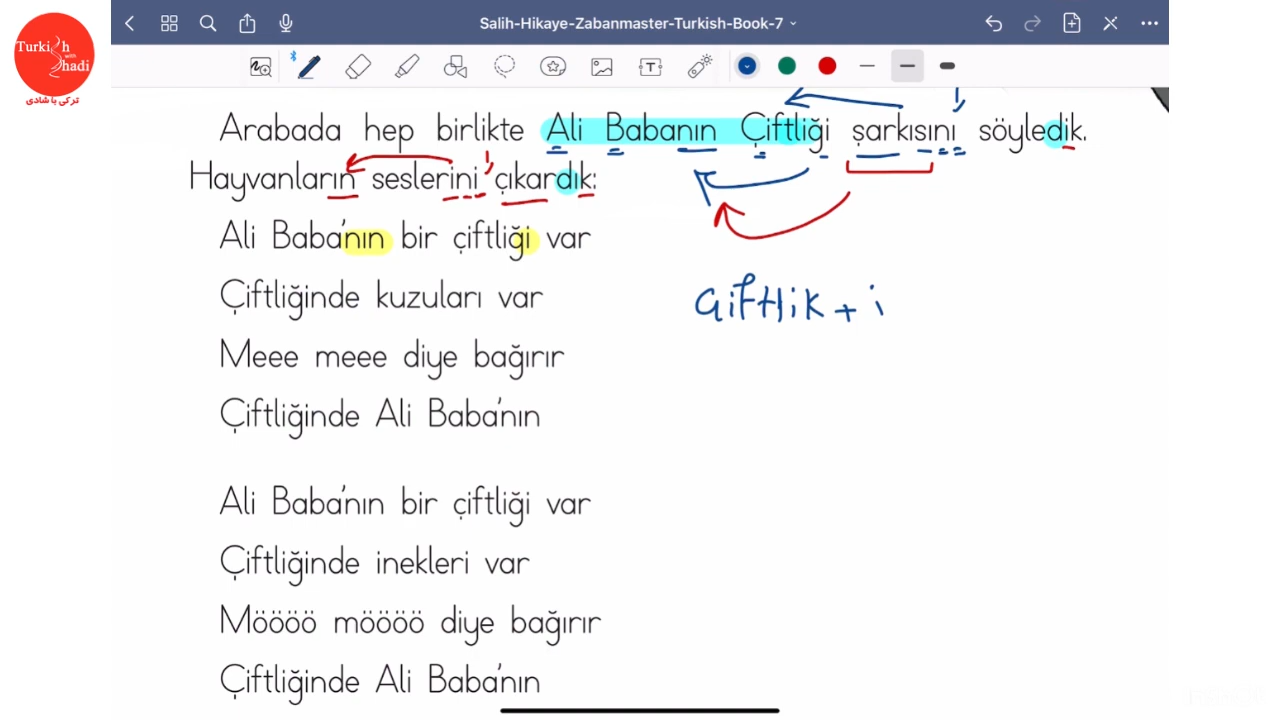 Turkish
with
Shadi
ترکی با شادی
Salih-Hikaye-Zabanmaster-Turkish-Book-7
Arabada hep birlikte Ali Babanın Çiftliği şarkısını söyledik.
Hayvanların seslerini çıkardık:
Ali Baba'nın bir çiftliği var
Çiftliğinde kuzuları var
Meee meee diye bağırır
Çiftliğinde Ali Baba'nın
Çiftlik + i
Ali Baba'nın bir çiftliği var
Çiftliğinde inekleri var
Möööö möööö diye bağırır
Çiftliğinde Ali Baba'nın